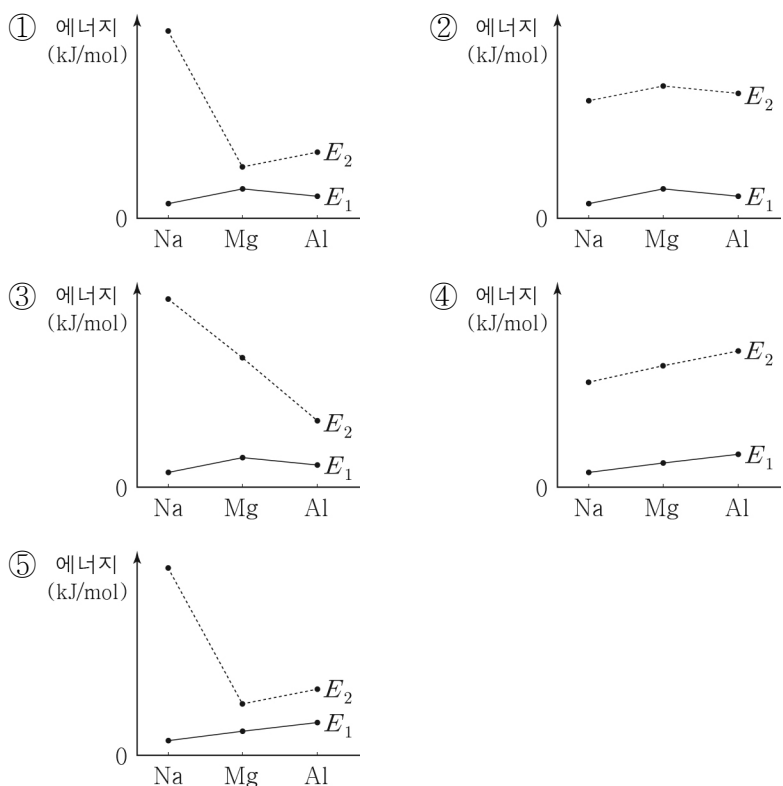 ① 에너지 (kJ/mol)
E₂
E₁
0
Na Mg Al
② 에너지 (kJ/mol)
E₂
E₁
0
Na Mg Al
③ 에너지 (kJ/mol)
E₂
E₁
0
Na Mg Al
④ 에너지 (kJ/mol)
E₂
E₁
0
Na Mg Al
⑤ 에너지 (kJ/mol)
E₂
E₁
0
Na Mg Al